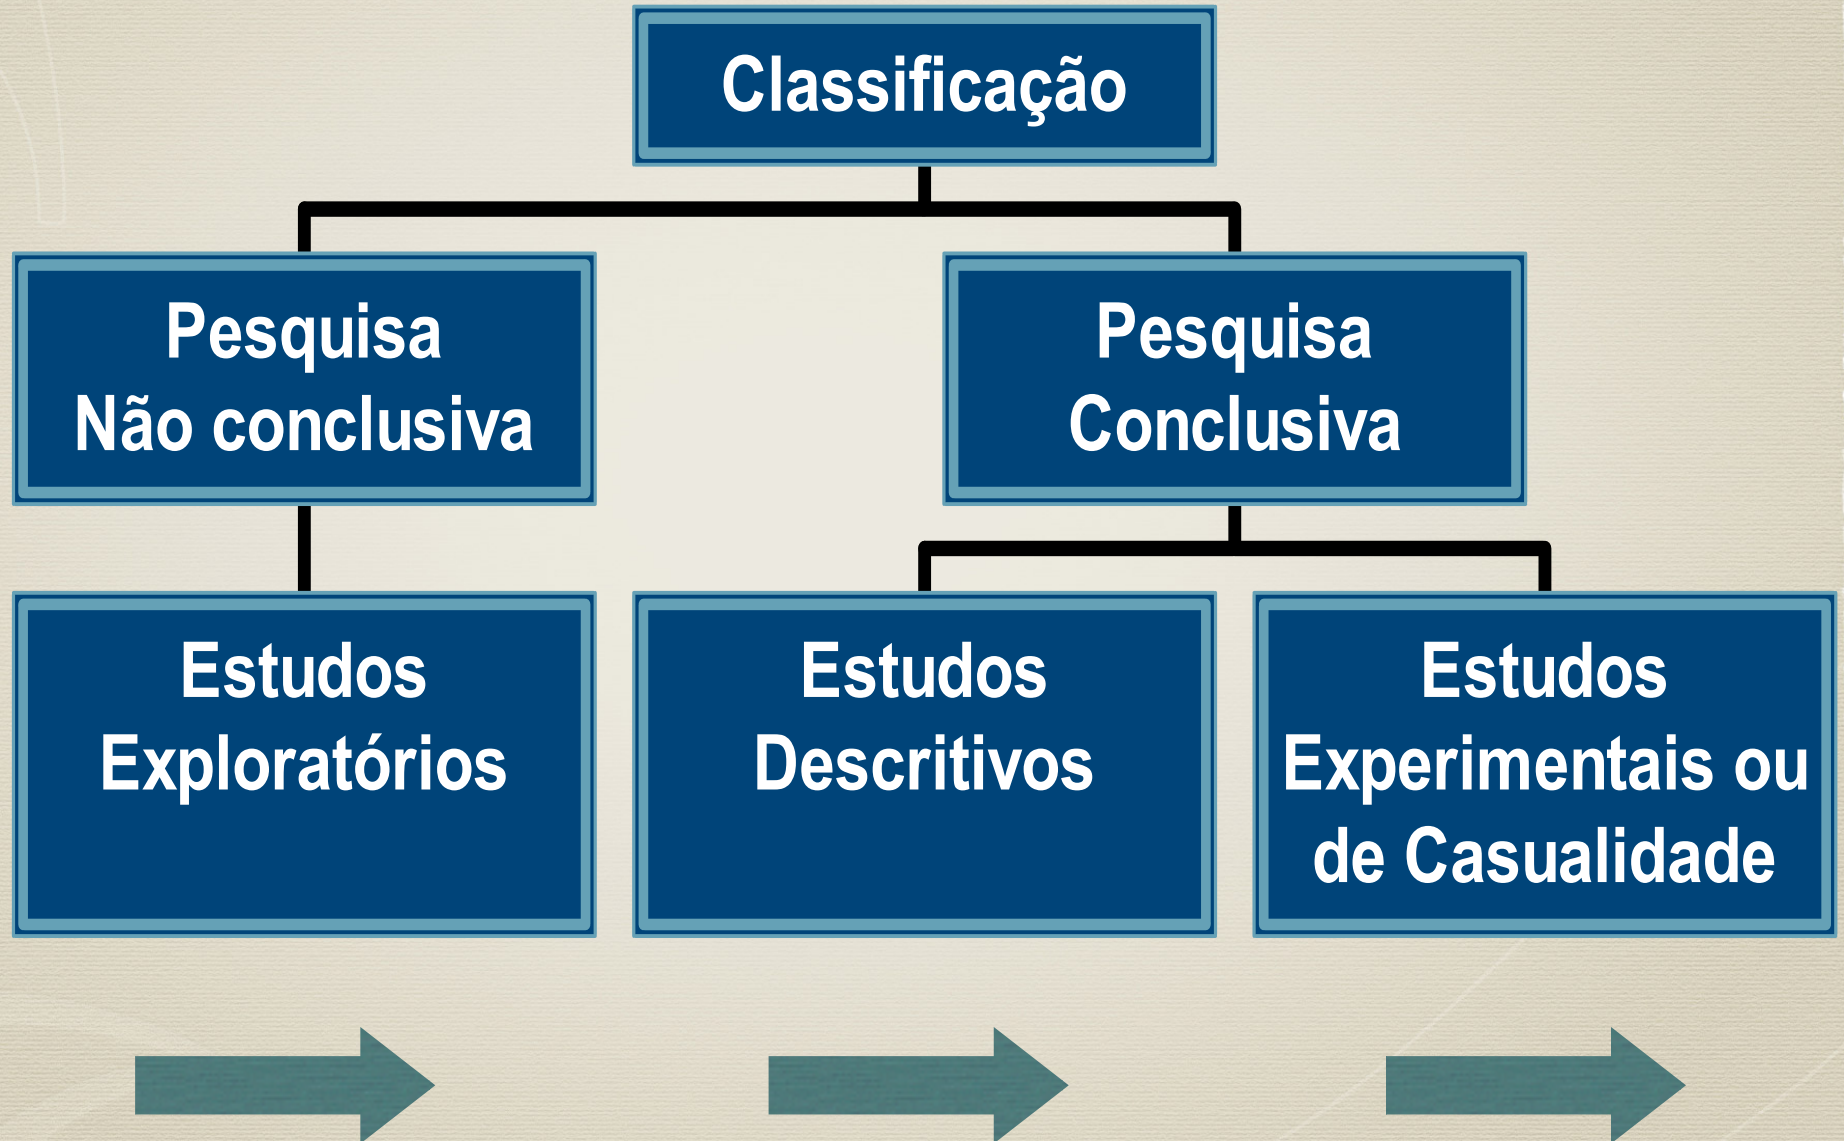 Classificação
Pesquisa
Não conclusiva
Pesquisa
Conclusiva
Estudos
Exploratórios
Estudos
Descritivos
Estudos
Experimentais ou
de Casualidade